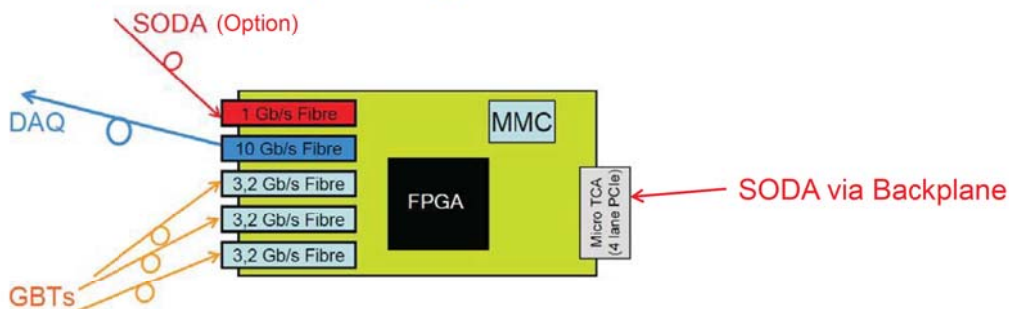 SODA (Option)
DAQ
1 Gb/s Fibre
10 Gb/s Fibre
3,2 Gb/s Fibre
3,2 Gb/s Fibre
3,2 Gb/s Fibre
GBTs
MMC
FPGA
Micro TCA
(4 lane PCIe)
SODA via Backplane